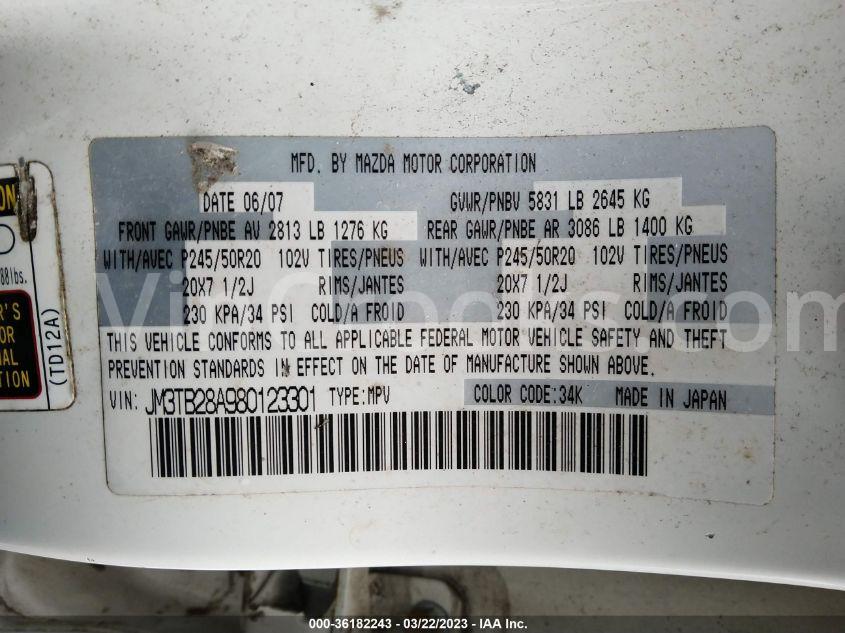 MFD. BY MAZDA MOTOR CORPORATION
DATE 06/07 GVWR/PNBV 5831 LB 2645 KG
FRONT GAWR/PNBE AV 2813 LB 1276 KG REAR GAWR/PNBE AR 3086 LB 1400 KG
WITH/AVEC P245/50R20 102V TIRES/PNEUS WITH/AVEC P245/50R20 102V TIRES/PNEUS
20X7 1/2J RIMS/JANTES 20X7 1/2J RIMS/JANTES
230 KPA/34 PSI COLD/A FROID 230 KPA/34 PSI COLD/A FROID
THIS VEHICLE CONFORMS TO ALL APPLICABLE FEDERAL MOTOR VEHICLE SAFETY AND THEFT
PREVENTION STANDARDS IN EFFECT ON THE DATE OF MANUFACTURE SHOWN ABOVE.
VIN: JM3TB28A980123301 TYPE:MPV COLOR CODE:34K MADE IN JAPAN
ON
88lbs.
R'S
OR
NAL
TION
(TD12A)
000-36182243 - 03/22/2023 - IAA Inc.